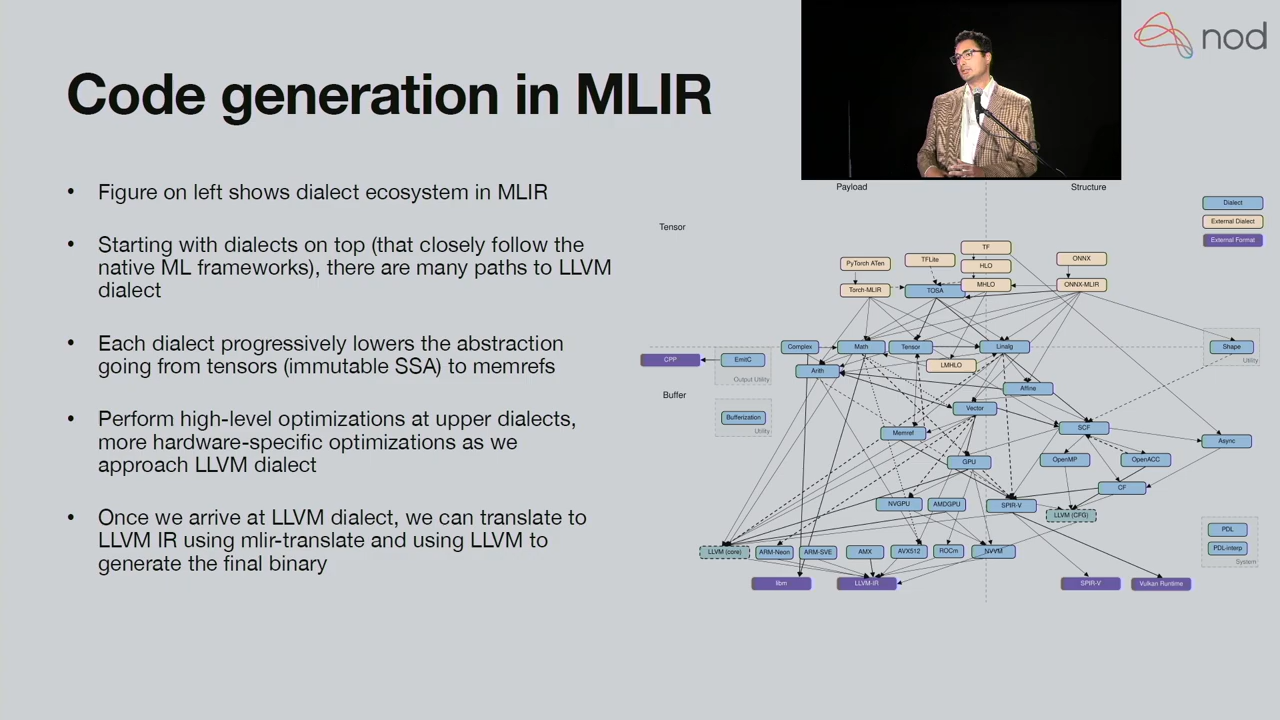 nod
Code generation in MLIR
• Figure on left shows dialect ecosystem in MLIR
• Starting with dialects on top (that closely follow the
native ML frameworks), there are many paths to LLVM
dialect
• Each dialect progressively lowers the abstraction
going from tensors (immutable SSA) to memrefs
• Perform high-level optimizations at upper dialects,
more hardware-specific optimizations as we
approach LLVM dialect
• Once we arrive at LLVM dialect, we can translate to
LLVM IR using mlir-translate and using LLVM to
generate the final binary
Payload
Structure
Dialect
External Dialect
External Format
Tensor
TF
PyTorch ATen
TFLite
HLO
ONNX
Torch-MLIR
TOSA
MHLO
ONNX-MLIR
Complex
Math
Tensor
Linalg
Shape
Utility
CPP
EmitC
Output Utility
Arith
LMHLO
Affine
Buffer
Bufferization
Utility
Vector
Memref
SCF
Async
GPU
OpenMP
OpenACC
CF
NVGPU
AMDGPU
SPIR-V
LLVM (CFG)
PDL
PDL-interp
System
LLVM (core)
ARM-Neon
ARM-SVE
AMX
AVX512
ROCm
NVVM
libm
LLVM-IR
SPIR-V
Vulkan Runtime